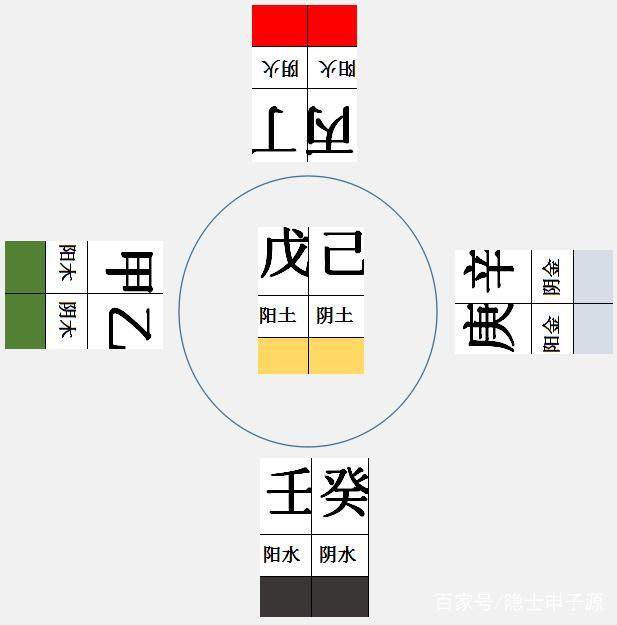 阴火 阳火
丁 丙
甲 阳木
乙 阴木
戊 己
阳土 阴土
辛 阴金
庚 阳金
壬 癸
阳水 阴水
百家号/隐士申子源